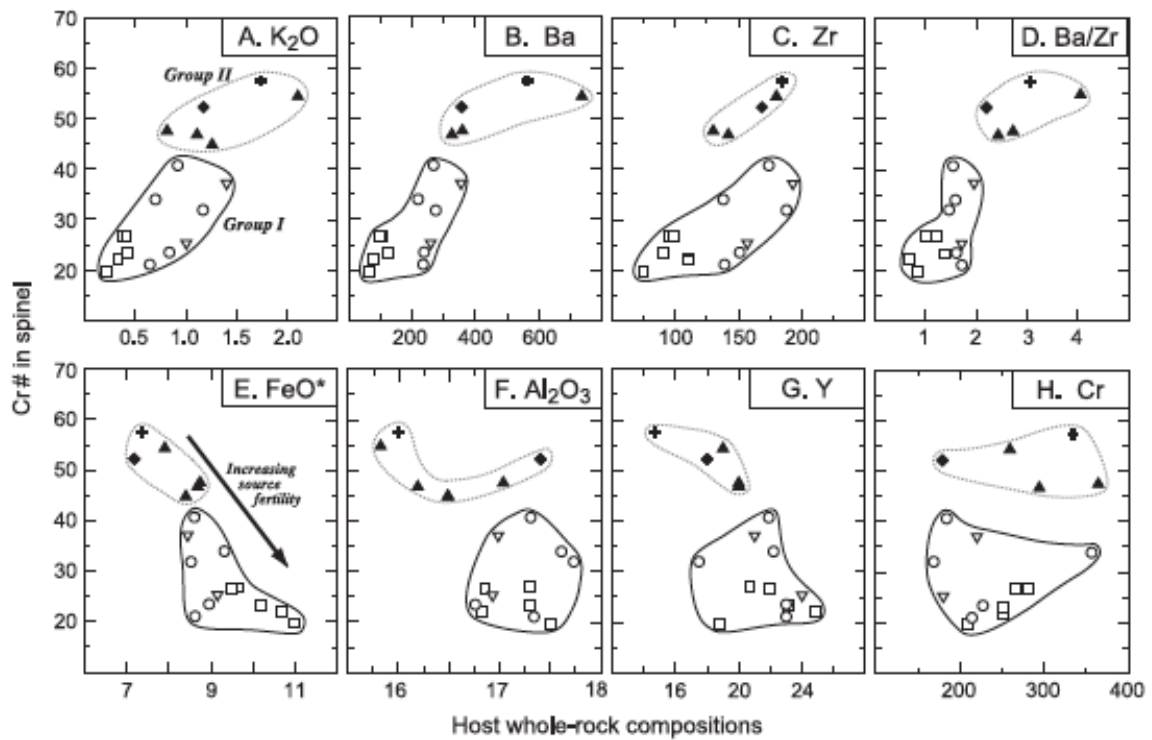 70
60
50
40
30
20
A. K₂O
Group II
Group I
0.5 1.0 1.5 2.0
B. Ba
200 400 600
C. Zr
100 150 200
D. Ba/Zr
1 2 3 4
Cr# in spinel
70
60
50
40
30
20
E. FeO*
Increasing
source
fertility
7 9 11
F. Al₂O₃
16 17 18
G. Y
16 20 24
H. Cr
200 300 400
Host whole-rock compositions